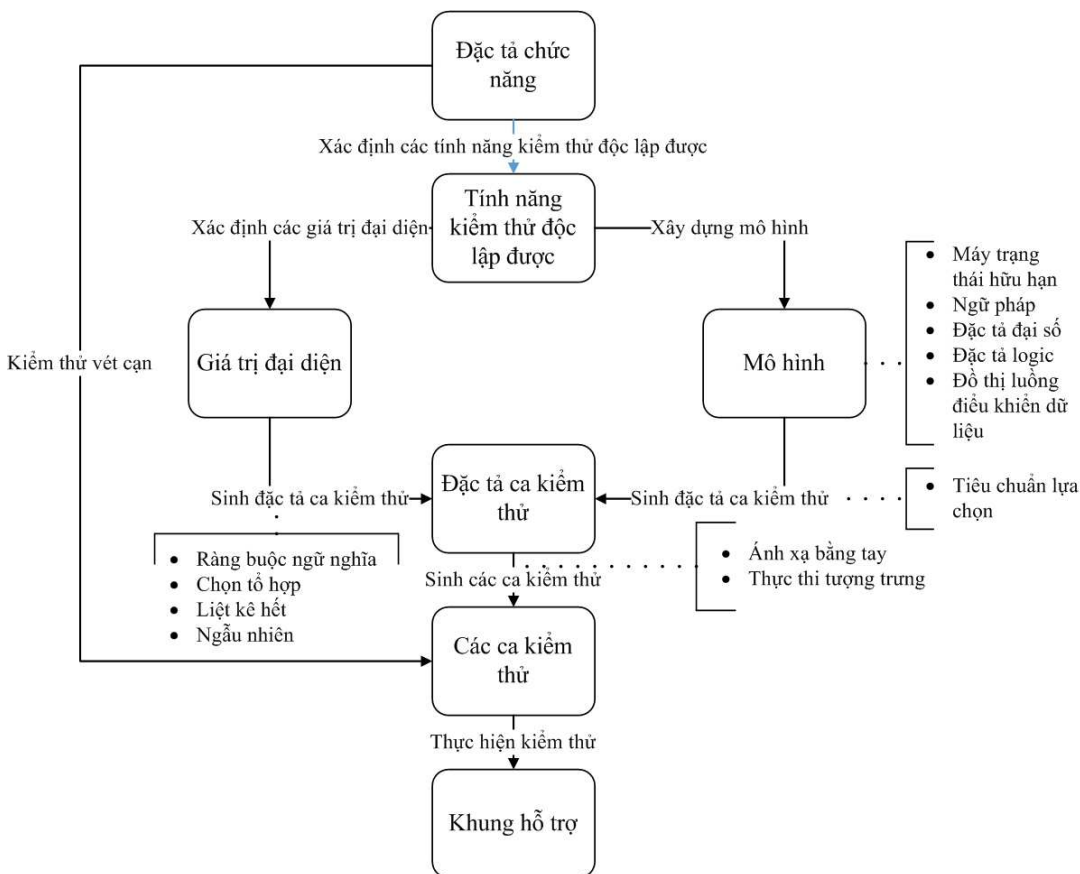 Đặc tả chức
năng
Xác định các tính năng kiểm thử độc lập được
Tính năng
kiểm thử độc
lập được
Xác định các giá trị đại diện
Xây dựng mô hình
Máy trạng
thái hữu hạn
Ngữ pháp
Đặc tả đại số
Đặc tả logic
Đồ thị luồng
điều khiển dữ
liệu
Kiểm thử vét cạn
Giá trị đại diện
Mô hình
Sinh đặc tả ca kiểm thử
Đặc tả ca kiểm
thử
Sinh đặc tả ca kiểm thử
Tiêu chuẩn lựa
chọn
Ràng buộc ngữ nghĩa
Chọn tổ hợp
Liệt kê hết
Ngẫu nhiên
Sinh các ca kiểm thử
Ánh xạ bằng tay
Thực thi tượng trưng
Các ca kiểm
thử
Thực hiện kiểm thử
Khung hỗ trợ